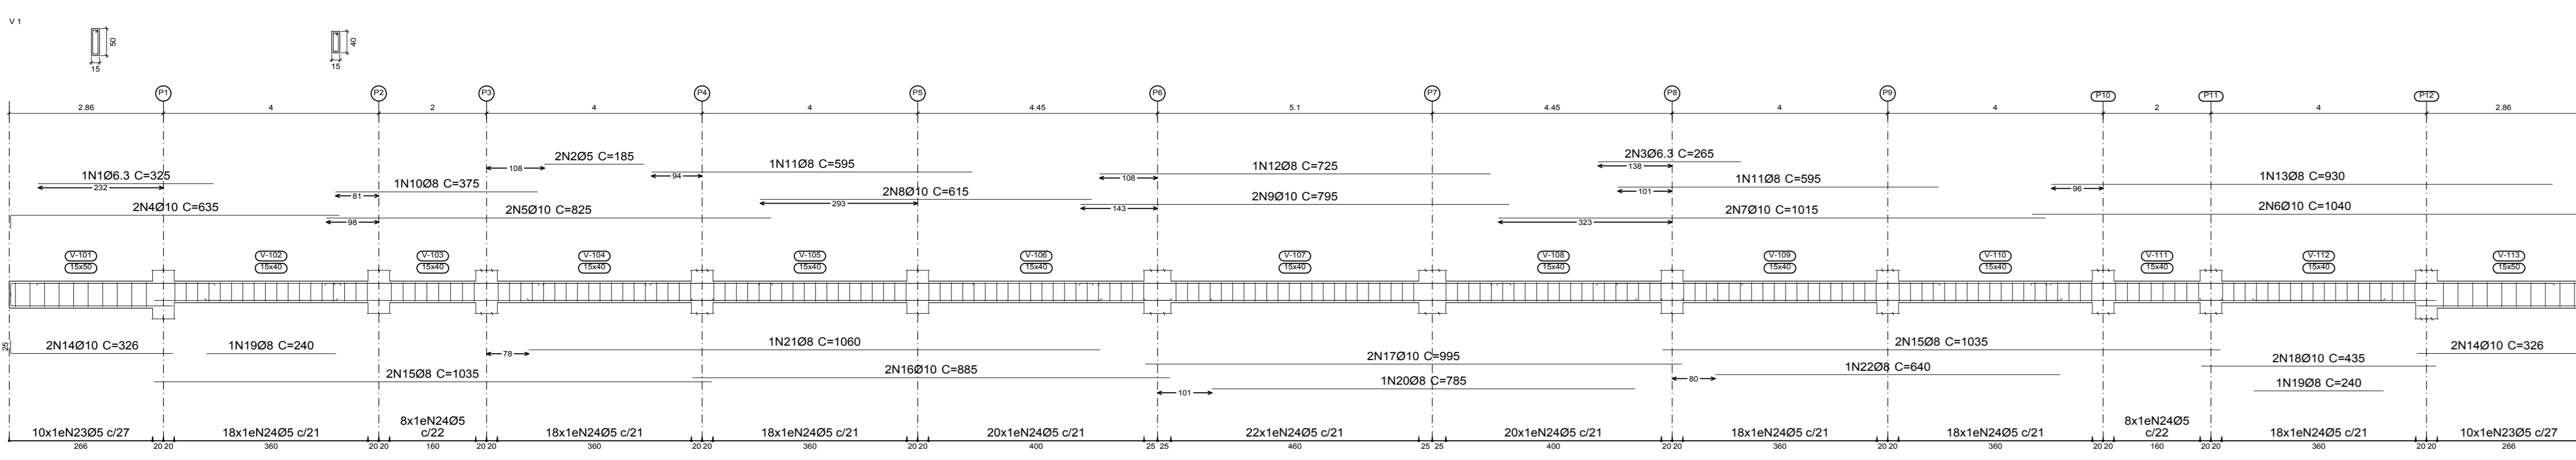 V 1
50
15
40
15
P1 P2 P3 P4 P5 P6 P7 P8 P9 P10 P11 P12
2.86 4 2 4 4 4.45 5.1 4.45 4 4 2 4 2.86
2N2Ø5 C=185
2N3Ø6.3 C=265
108
138
1N11Ø8 C=595
1N12Ø8 C=725
1N1Ø6.3 C=325
94
108
232
1N10Ø8 C=375
1N11Ø8 C=595
1N13Ø8 C=930
81
101
96
2N8Ø10 C=615
2N9Ø10 C=795
293
143
2N4Ø10 C=635
2N5Ø10 C=825
2N7Ø10 C=1015
2N6Ø10 C=1040
98
323
V-101 V-102 V-103 V-104 V-105 V-106 V-107 V-108 V-109 V-110 V-111 V-112 V-113
15x50 15x40 15x40 15x40 15x40 15x40 15x40 15x40 15x40 15x40 15x40 15x40 15x50
25
2N14Ø10 C=326
1N19Ø8 C=240
78
1N21Ø8 C=1060
2N15Ø8 C=1035
2N14Ø10 C=326
2N17Ø10 C=995
2N18Ø10 C=435
2N15Ø8 C=1035
2N16Ø10 C=885
1N22Ø8 C=640
80
1N20Ø8 C=785
101
1N19Ø8 C=240
10x1eN23Ø5 c/27 18x1eN24Ø5 c/21 8x1eN24Ø5
c/22 18x1eN24Ø5 c/21 18x1eN24Ø5 c/21 20x1eN24Ø5 c/21 22x1eN24Ø5 c/21 20x1eN24Ø5 c/21 18x1eN24Ø5 c/21 18x1eN24Ø5 c/21 8x1eN24Ø5
c/22 18x1eN24Ø5 c/21 10x1eN23Ø5 c/27
266 20 20 360 20 20 160 20 20 360 20 20 360 20 20 400 25 25 460 25 25 400 20 20 360 20 20 360 20 20 160 20 20 360 20 20 266